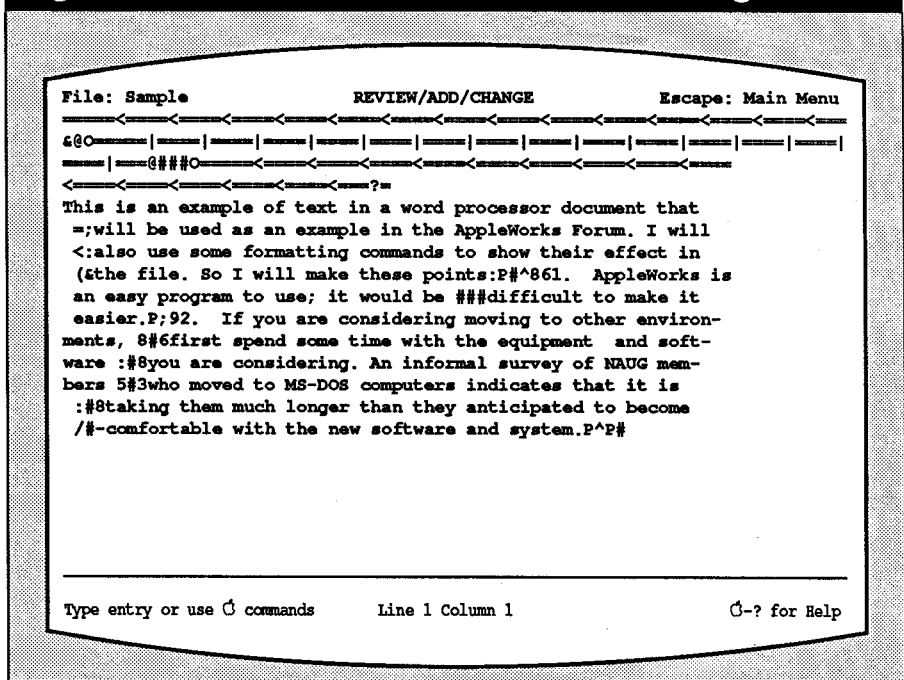 File: Sample REVIEW/ADD/CHANGE Escape: Main Menu
=====<====<====<====<====<====<====<====<====<====<====<====<====<====<====<===
&@O=====|====|====|====|====|====|====|====|====|====|====|====|====|====|
====|===@###O=====<====<====<====<====<====<====<====<====<====
<====<====<====<====<====<===?=
This is an example of text in a word processor document that
=;will be used as an example in the AppleWorks Forum. I will
<:also use some formatting commands to show their effect in
(&the file. So I will make these points:P#^861. AppleWorks is
an easy program to use; it would be ###difficult to make it
easier.P;92. If you are considering moving to other environ-
ments, 8#6first spend some time with the equipment and soft-
ware :#8you are considering. An informal survey of NAUG mem-
bers 5#3who moved to MS-DOS computers indicates that it is
:#8taking them much longer than they anticipated to become
/#-comfortable with the new software and system.P^P#
Type entry or use commands Line 1 Column 1 -? for Help